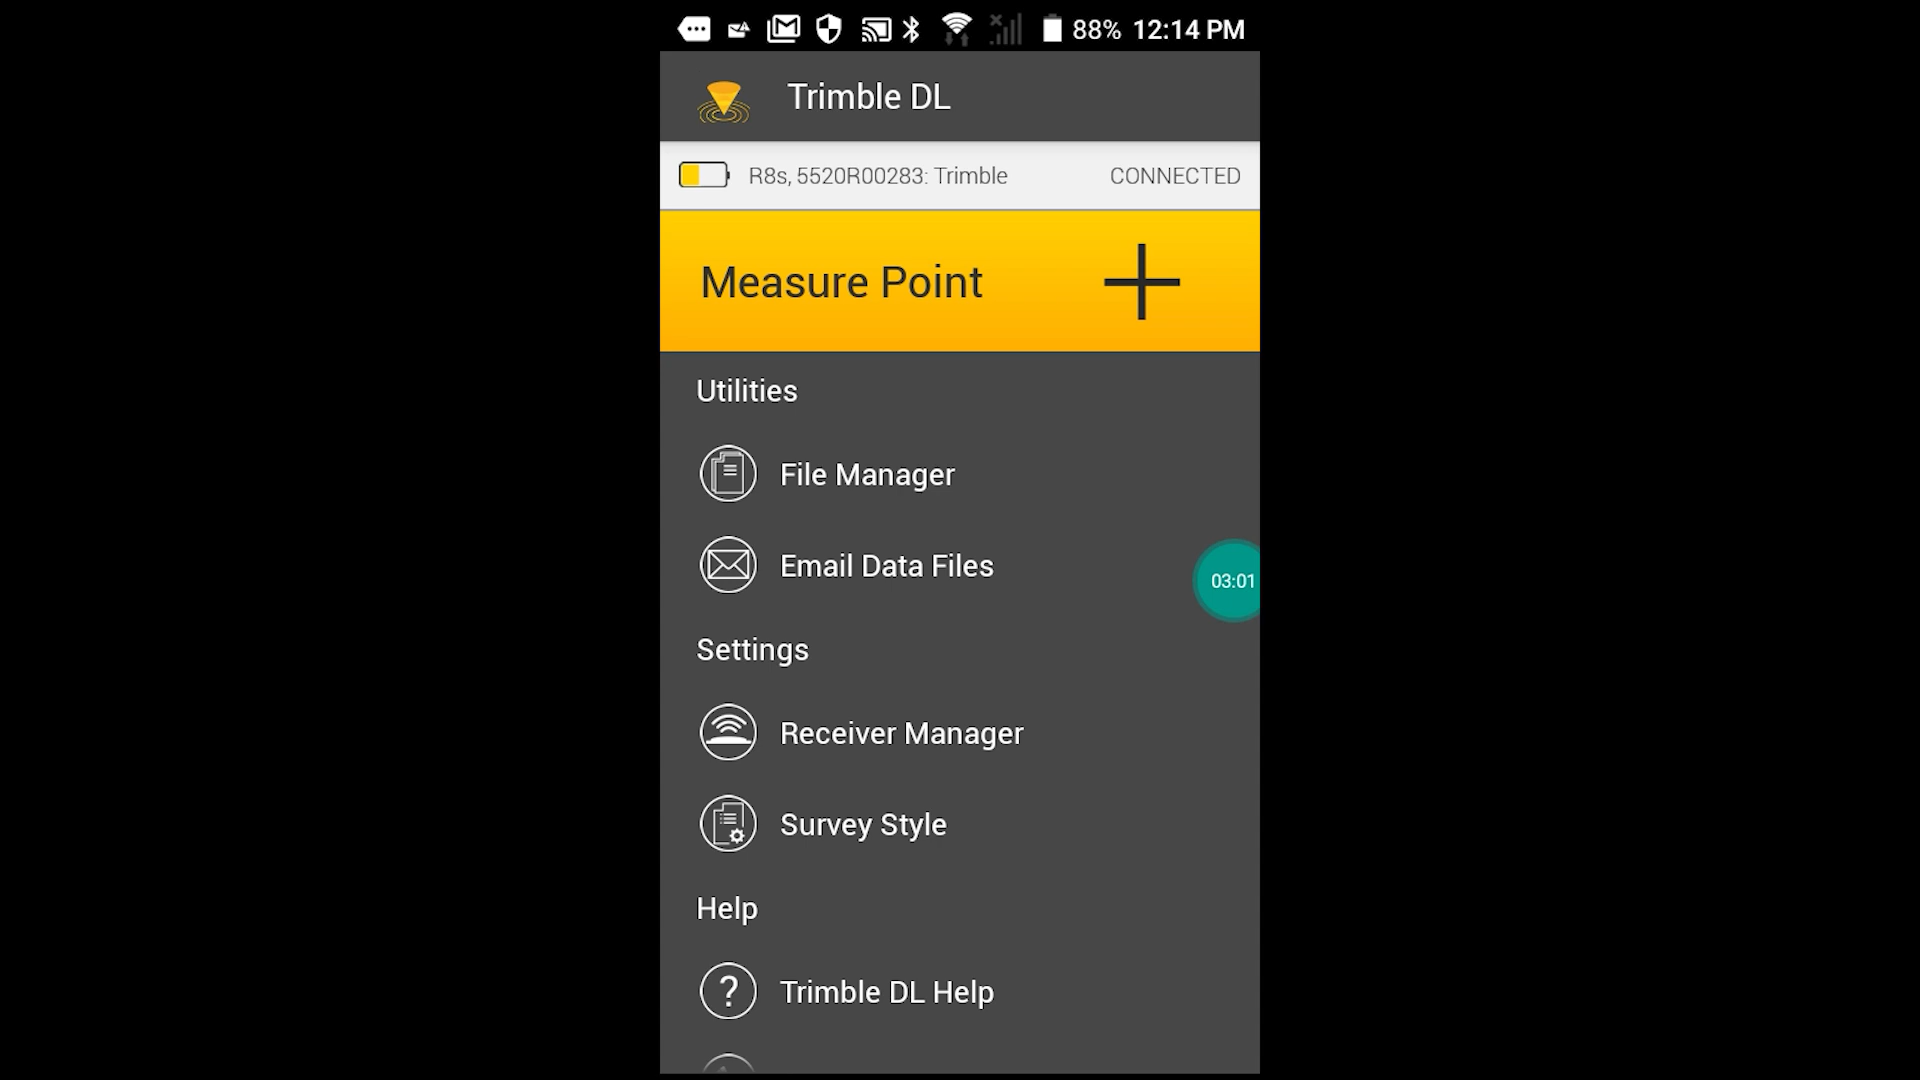 88% 12:14 PM
Trimble DL
R8s, 5520R00283: Trimble CONNECTED
Measure Point
Utilities
File Manager
Email Data Files
03:01
Settings
Receiver Manager
Survey Style
Help
? Trimble DL Help